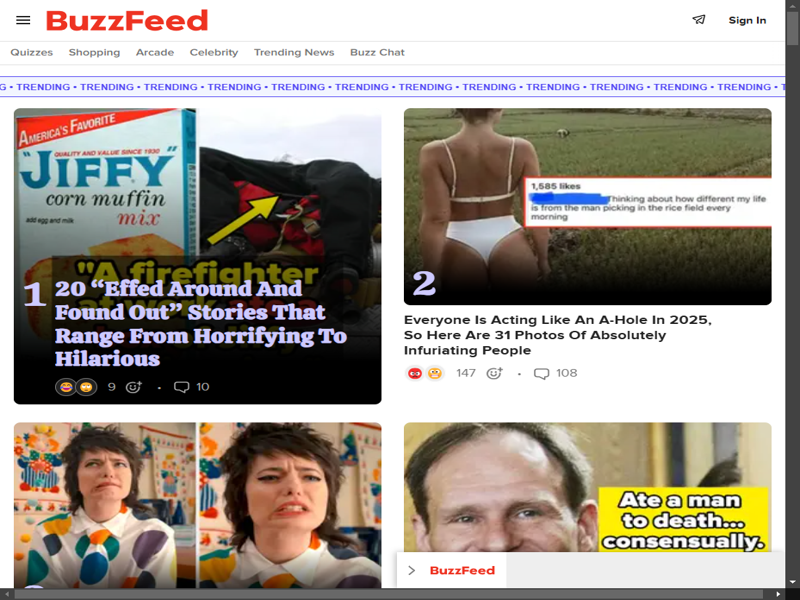 BuzzFeed
Sign In
Quizzes Shopping Arcade Celebrity Trending News Buzz Chat
G • TRENDING • TRENDING • TRENDING • TRENDING • TRENDING • TRENDING • TRENDING • TRENDING • TRENDING • TRENDING • TRENDING • TRENDING • T
AMERICA'S FAVORITE
QUALITY AND VALUE SINCE 1930
"JIFFY"
corn muffin
mix
add egg and milk
"A firefighter
1
20 “Effed Around And
Found Out” Stories That
Range From Horrifying To
Hilarious
9 10
1,585 likes
Thinking about how different my life
is from the man picking in the rice field every
morning
2
Everyone Is Acting Like An A-Hole In 2025,
So Here Are 31 Photos Of Absolutely
Infuriating People
147 108
Ate a man
to death...
consensually.
BuzzFeed